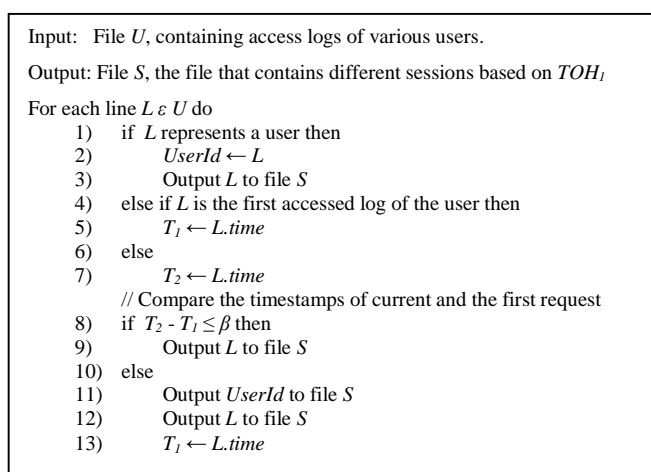 Input: File U, containing access logs of various users.
Output: File S, the file that contains different sessions based on TOH₁
For each line L ε U do
1) if L represents a user then
2) UserId ← L
3) Output L to file S
4) else if L is the first accessed log of the user then
5) T₁ ← L.time
6) else
7) T₂ ← L.time
// Compare the timestamps of current and the first request
8) if T₂ - T₁ ≤ β then
9) Output L to file S
10) else
11) Output UserId to file S
12) Output L to file S
13) T₁ ← L.time